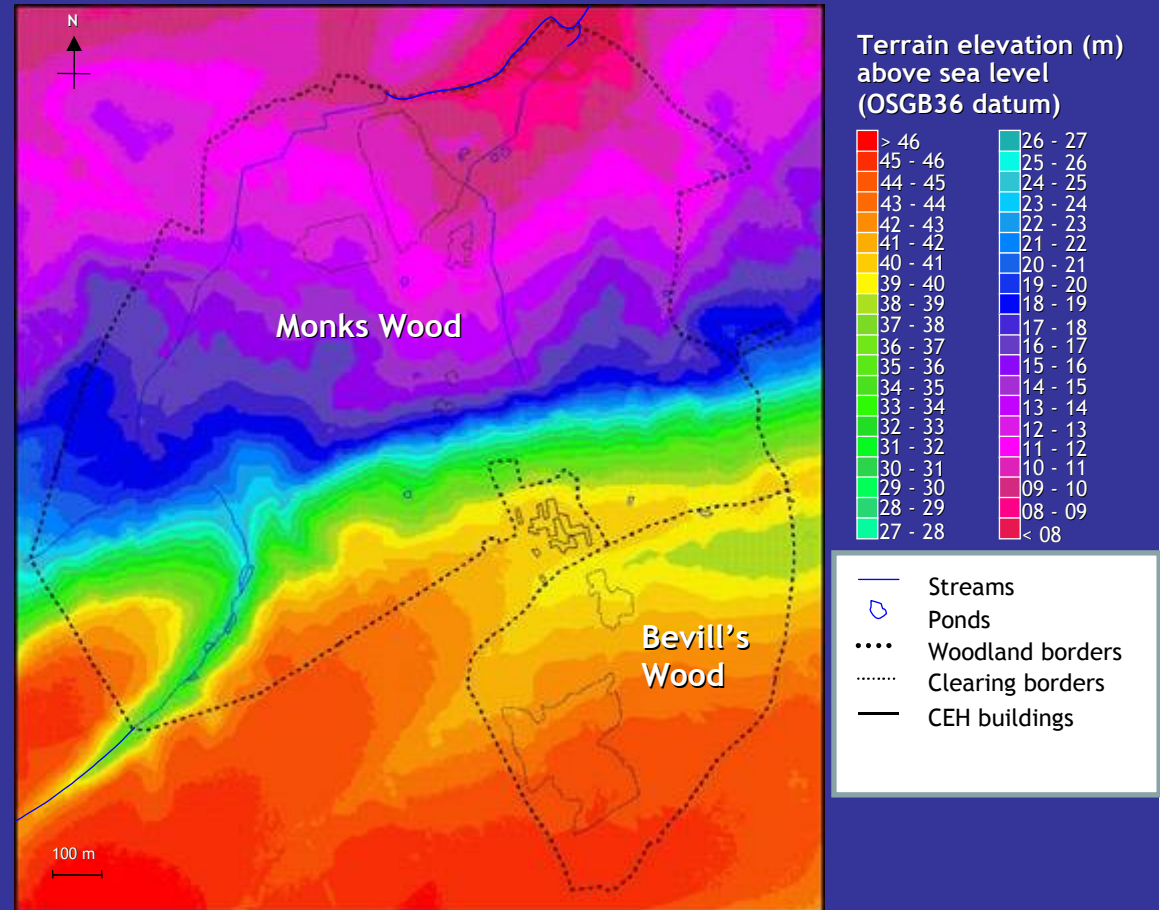 N
Monks Wood
Bevill's
Wood
100 m
Terrain elevation (m)
above sea level
(OSGB36 datum)
> 46
45 - 46
44 - 45
43 - 44
42 - 43
41 - 42
40 - 41
39 - 40
38 - 39
37 - 38
36 - 37
35 - 36
34 - 35
33 - 34
32 - 33
31 - 32
30 - 31
29 - 30
28 - 29
27 - 28
26 - 27
25 - 26
24 - 25
23 - 24
22 - 23
21 - 22
20 - 21
19 - 20
18 - 19
17 - 18
16 - 17
15 - 16
14 - 15
13 - 14
12 - 13
11 - 12
10 - 11
09 - 10
08 - 09
< 08
Streams
Ponds
Woodland borders
Clearing borders
CEH buildings